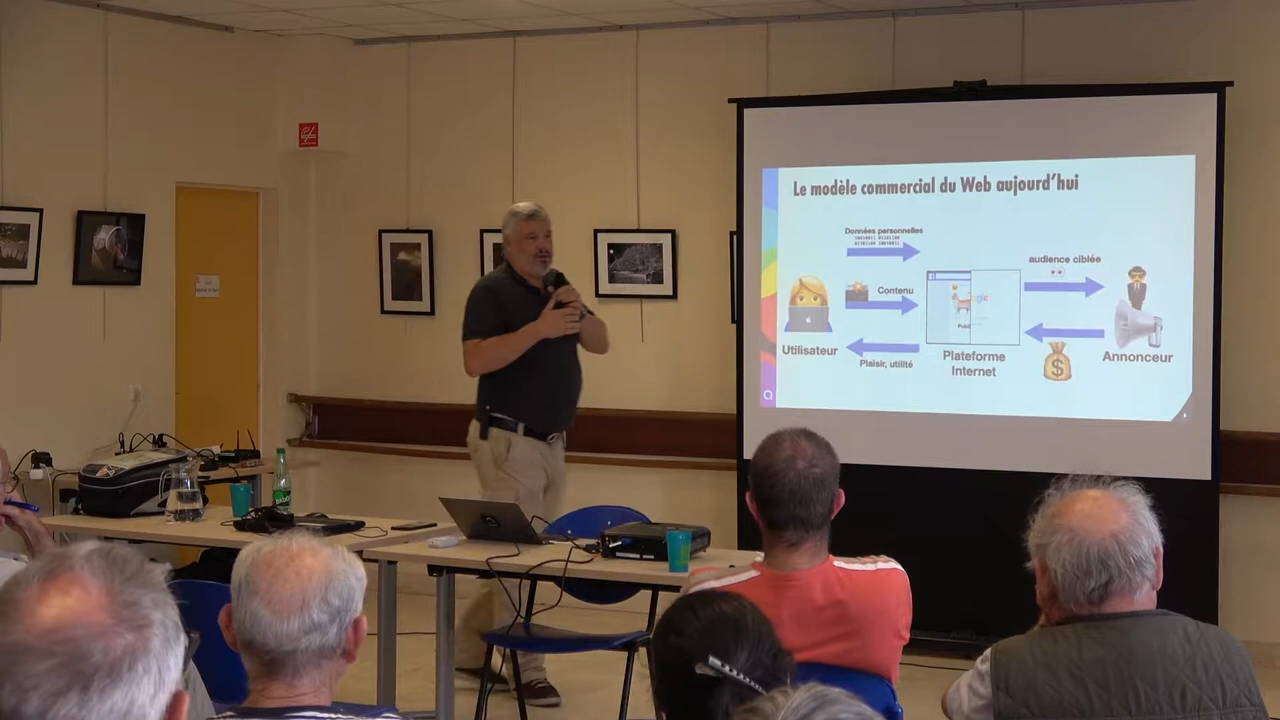 Le modèle commercial du Web aujourd'hui
Données personnelles
audience ciblée
Contenu
Utilisateur
Plaisir, utilité
Plateforme
Internet
Annonceur